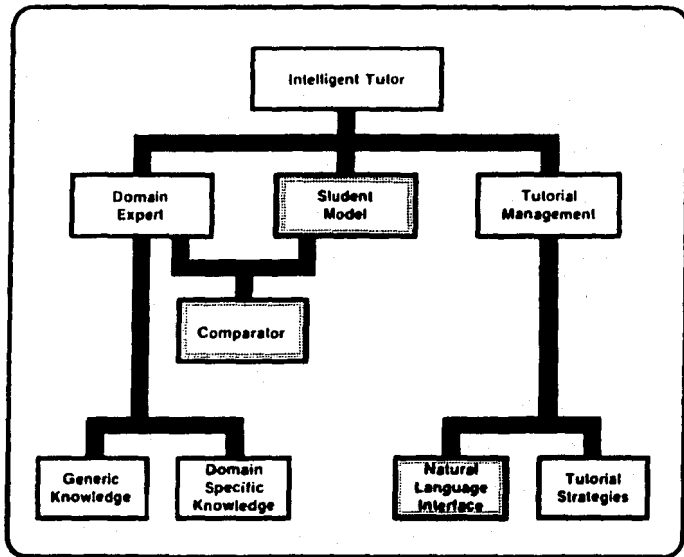 Intelligent Tutor
Domain
Expert
Student
Model
Tutorial
Management
Comparator
Generic
Knowledge
Domain
Specific
Knowledge
Natural
Language
Interface
Tutorial
Strategies